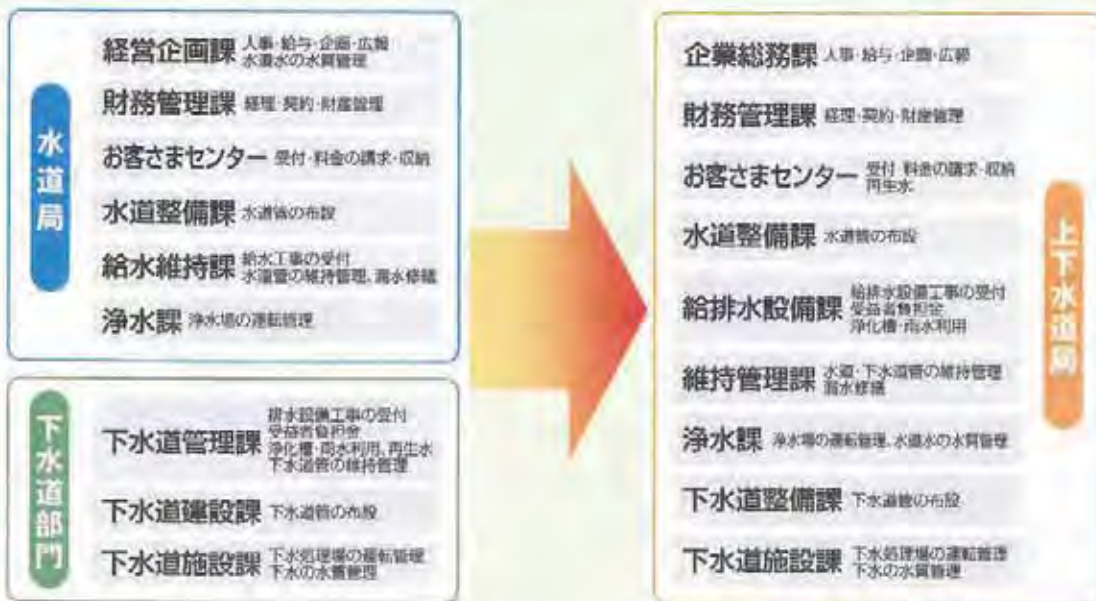 水道局
経営企画課 人事・給与・企画・広報
水道水の水質管理
財務管理課 経理・契約・財産管理
お客さまセンター 受付・料金の請求・収納
水道整備課 水道管の布設
給水維持課 給水工事の受付
水道管の維持管理、漏水修繕
浄水課 浄水場の運転管理
下水道部門
下水道管理課 排水設備工事の受付
受益者負担金
浄化槽・雨水利用、再生水
下水道管の維持管理
下水道建設課 下水道管の布設
下水道施設課 下水処理場の運転管理
下水の水質管理
上下水道局
企業総務課 人事・給与・企画・広報
財務管理課 経理・契約・財産管理
お客さまセンター 受付・料金の請求・収納
再生水
水道整備課 水道管の布設
給排水設備課 給排水設備工事の受付
受益者負担金
浄化槽・雨水利用
維持管理課 水道・下水道管の維持管理
漏水修繕
浄水課 浄水場の運転管理、水道水の水質管理
下水道整備課 下水道管の布設
下水道施設課 下水処理場の運転管理
下水の水質管理